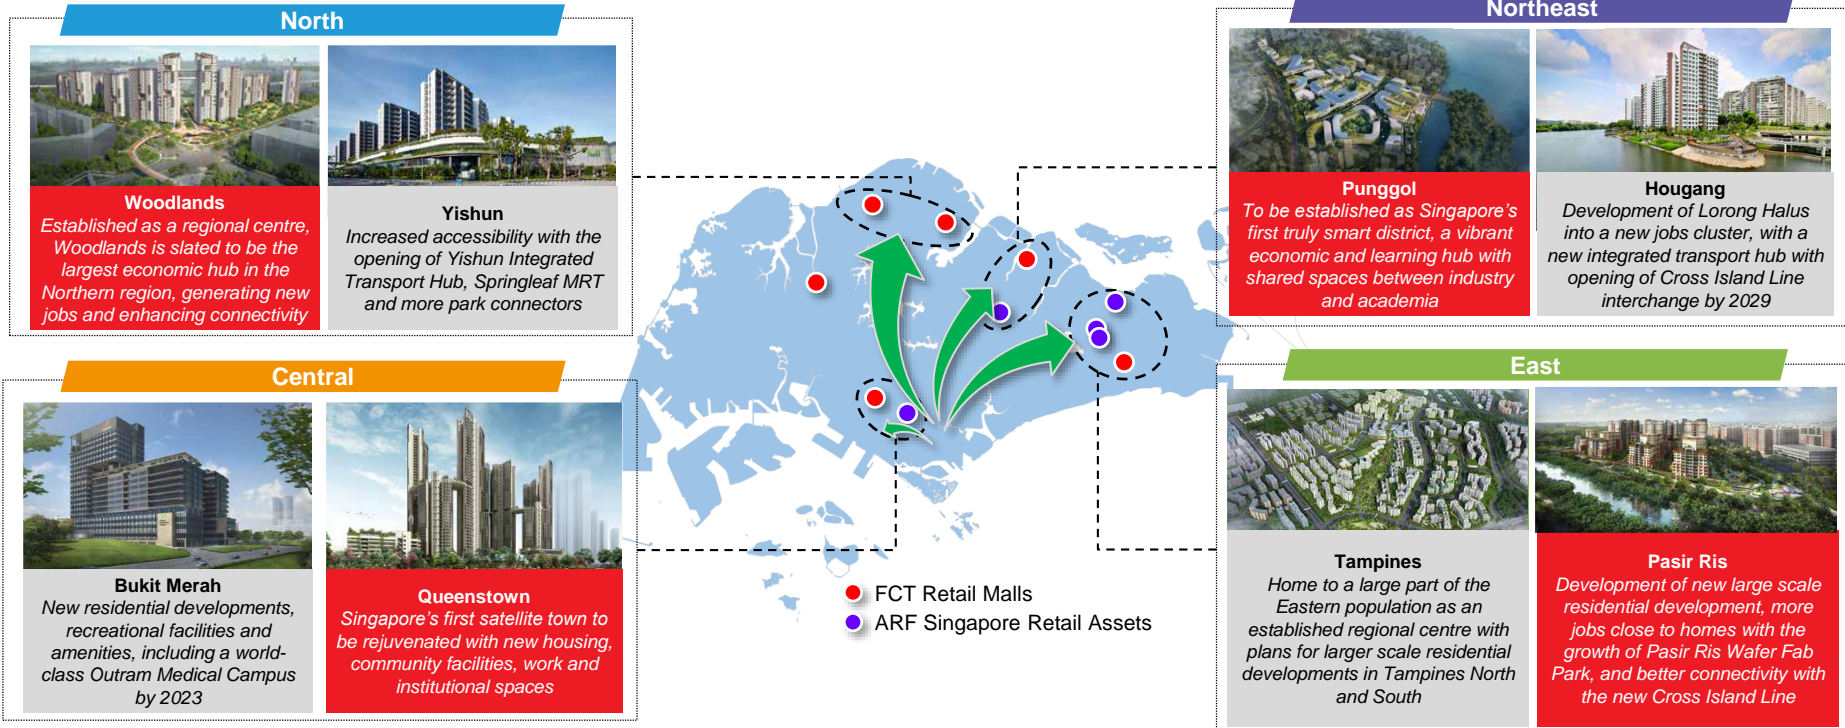 North
Woodlands
Established as a regional centre,
Woodlands is slated to be the
largest economic hub in the
Northern region, generating new
jobs and enhancing connectivity
Yishun
Increased accessibility with the
opening of Yishun Integrated
Transport Hub, Springleaf MRT
and more park connectors
Northeast
Punggol
To be established as Singapore's
first truly smart district, a vibrant
economic and learning hub with
shared spaces between industry
and academia
Hougang
Development of Lorong Halus
into a new jobs cluster, with a
new integrated transport hub with
opening of Cross Island Line
interchange by 2029
Central
Bukit Merah
New residential developments,
recreational facilities and
amenities, including a world-
class Outram Medical Campus
by 2023
Queenstown
Singapore's first satellite town to
be rejuvenated with new housing,
community facilities, work and
institutional spaces
FCT Retail Malls
ARF Singapore Retail Assets
East
Tampines
Home to a large part of the
Eastern population as an
established regional centre with
plans for larger scale residential
developments in Tampines North
and South
Pasir Ris
Development of new large scale
residential development, more
jobs close to homes with the
growth of Pasir Ris Wafer Fab
Park, and better connectivity with
the new Cross Island Line